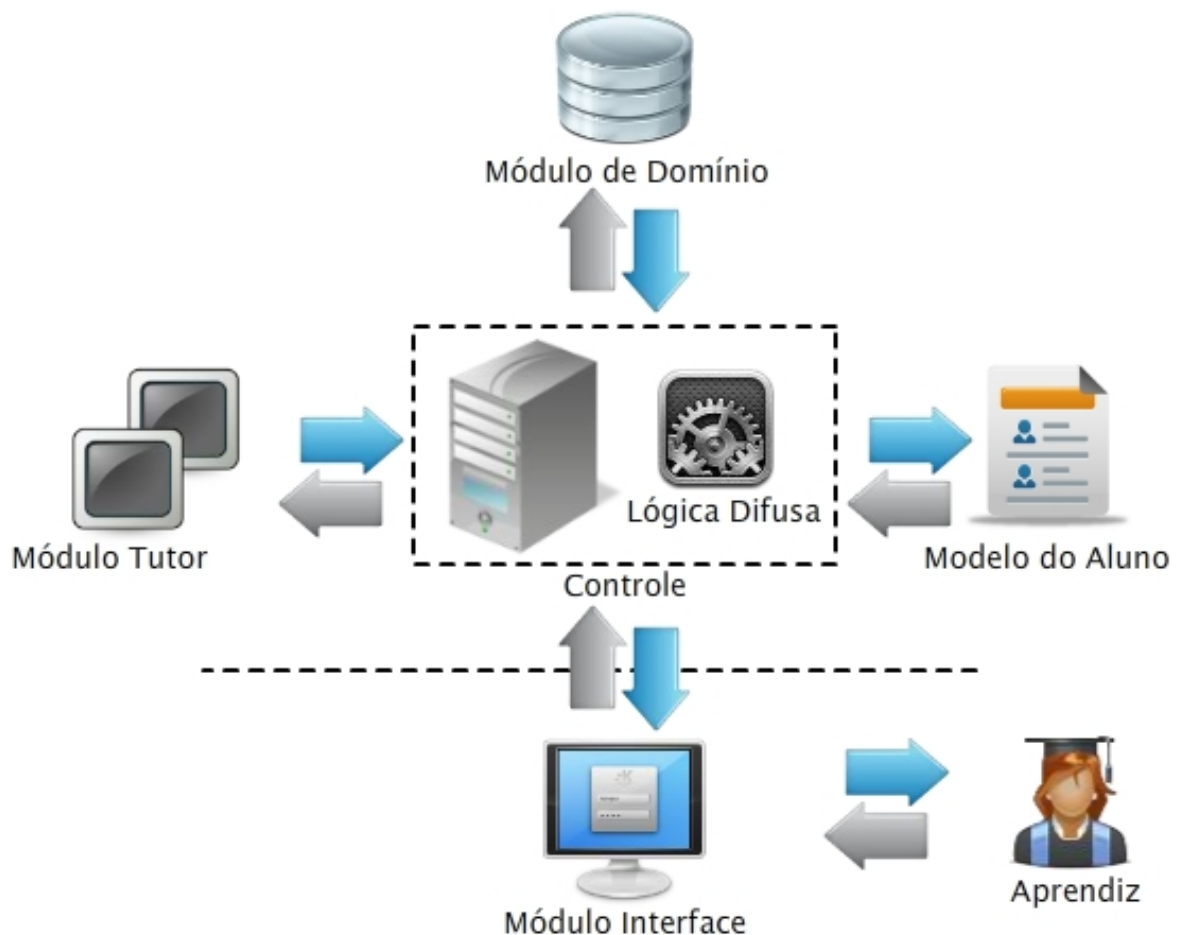 Módulo de Domínio
Lógica Difusa
Módulo Tutor
Modelo do Aluno
Controle
Aprendiz
Módulo Interface